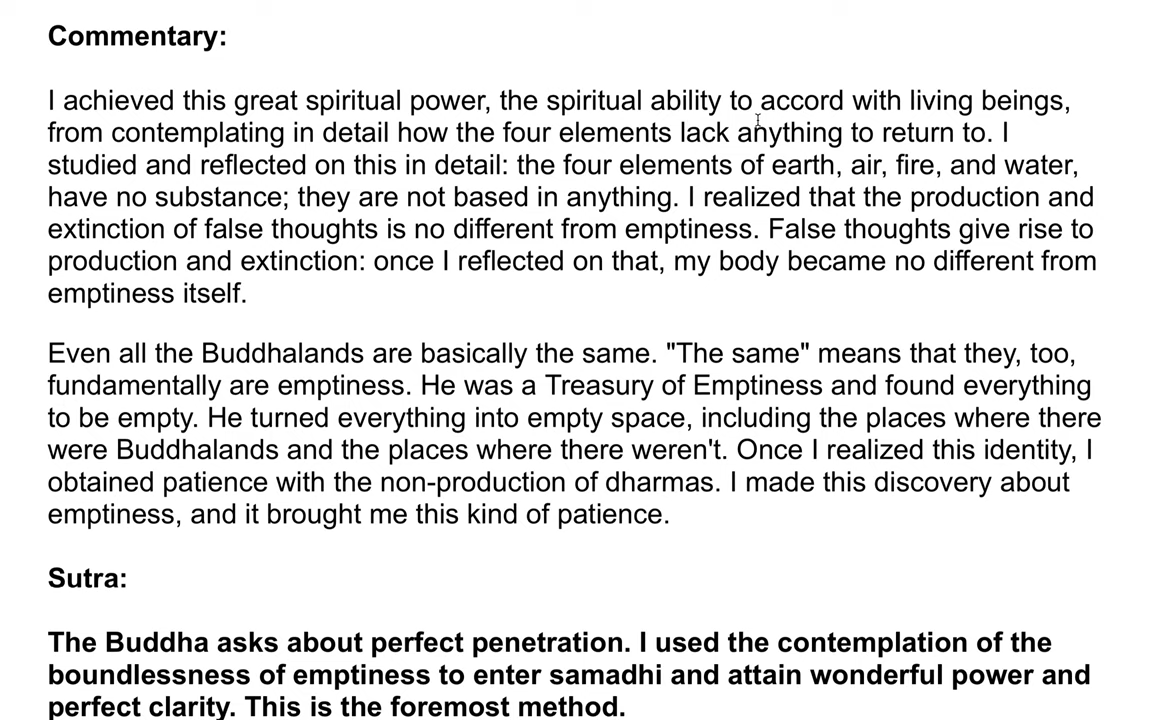 Commentary:
I achieved this great spiritual power, the spiritual ability to accord with living beings,
from contemplating in detail how the four elements lack anything to return to. I
studied and reflected on this in detail: the four elements of earth, air, fire, and water,
have no substance; they are not based in anything. I realized that the production and
extinction of false thoughts is no different from emptiness. False thoughts give rise to
production and extinction: once I reflected on that, my body became no different from
emptiness itself.
Even all the Buddhalands are basically the same. "The same" means that they, too,
fundamentally are emptiness. He was a Treasury of Emptiness and found everything
to be empty. He turned everything into empty space, including the places where there
were Buddhalands and the places where there weren't. Once I realized this identity, I
obtained patience with the non-production of dharmas. I made this discovery about
emptiness, and it brought me this kind of patience.
Sutra:
The Buddha asks about perfect penetration. I used the contemplation of the
boundlessness of emptiness to enter samadhi and attain wonderful power and
perfect clarity. This is the foremost method.